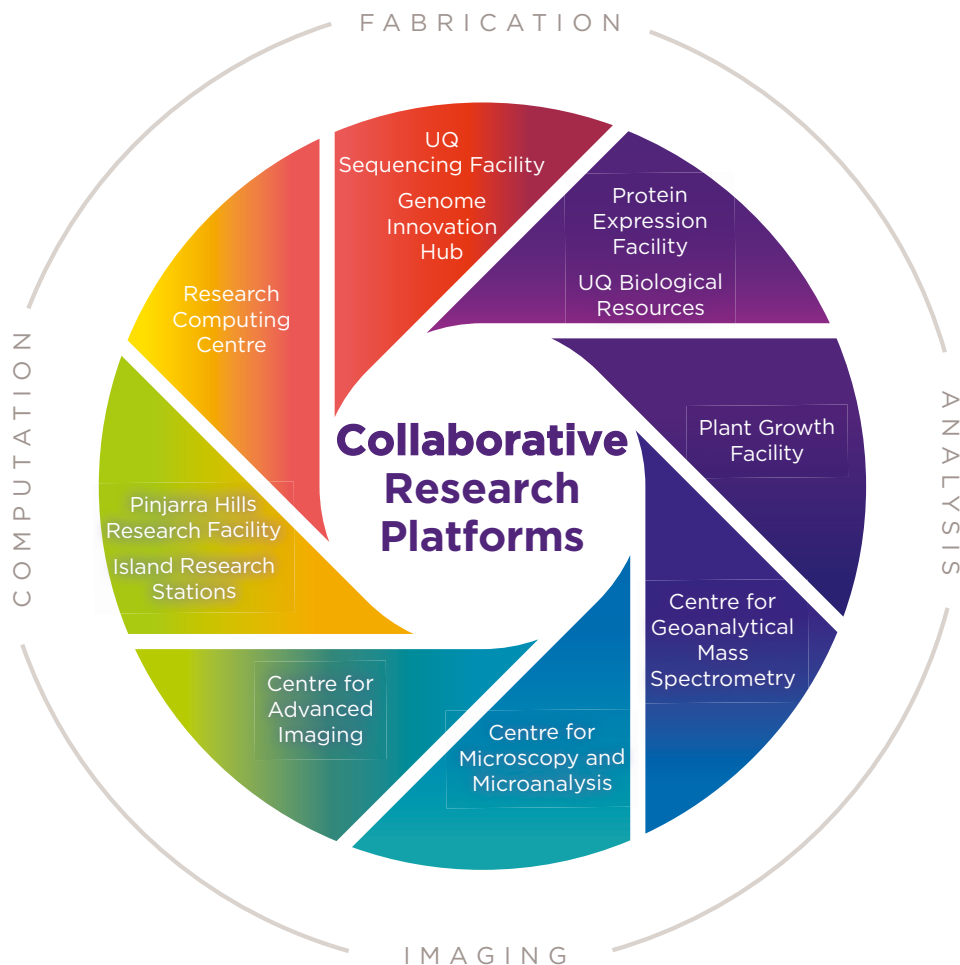 FABRICATION
UQ
Sequencing Facility
Genome
Innovation
Hub
Protein
Expression
Facility
UQ Biological
Resources
Research
Computing
Centre
COMPUTATION
ANALYSIS
Collaborative
Research
Platforms
Plant Growth
Facility
Pinjarra Hills
Research Facility
Island Research
Stations
Centre for
Geoanalytical
Mass
Spectrometry
Centre for
Advanced
Imaging
Centre for
Microscopy and
Microanalysis
IMAGING